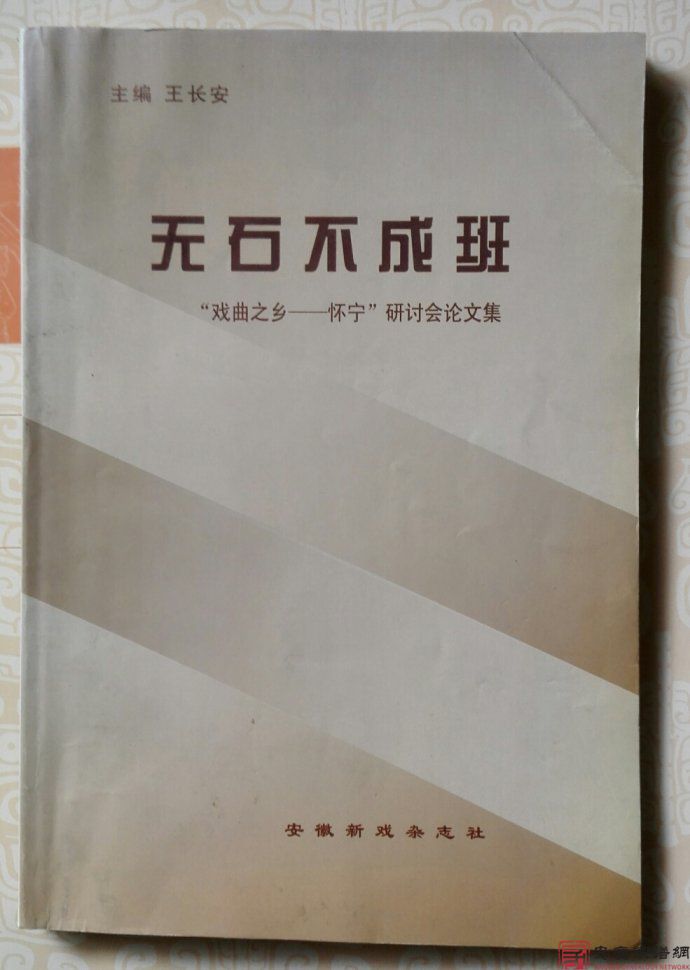 主编 王长安
无石不成班
“戏曲之乡——怀宁”研讨会论文集
安徽新戏杂志社